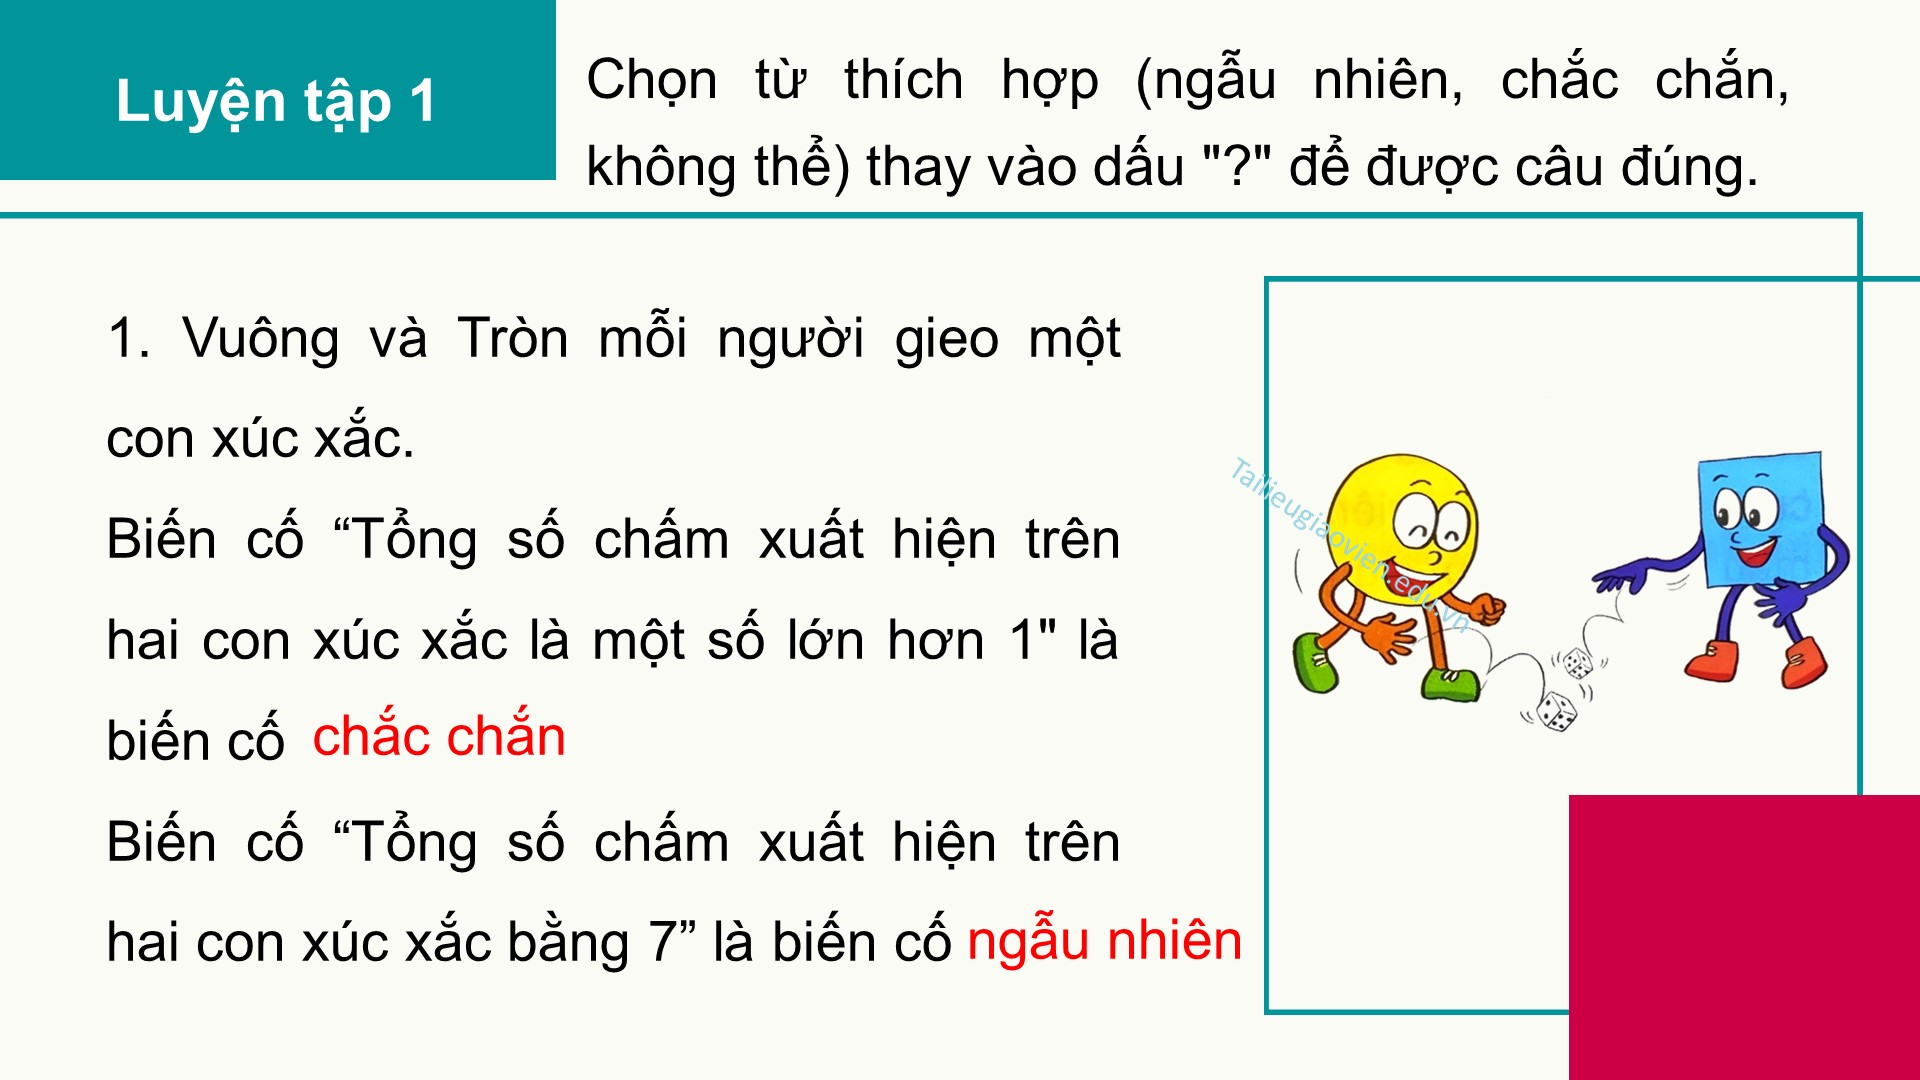 Luyện tập 1
Chọn từ thích hợp (ngẫu nhiên, chắc chắn,
không thể) thay vào dấu "?" để được câu đúng.
1. Vuông và Tròn mỗi người gieo một
con xúc xắc.
Biến cố “Tổng số chấm xuất hiện trên
hai con xúc xắc là một số lớn hơn 1" là
biến cố chắc chắn
Biến cố “Tổng số chấm xuất hiện trên
hai con xúc xắc bằng 7” là biến cố ngẫu nhiên
Tailieugiaovien.edu.vn